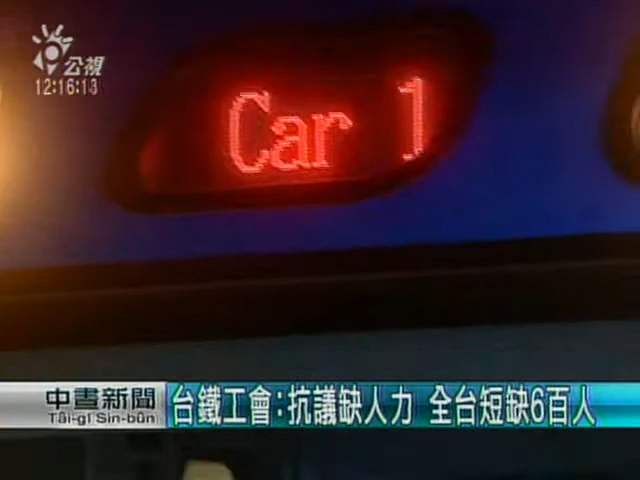 公視
12:16:13
Car 1
中晝新聞
Tâi-gí Sin-bûn
台鐵工會:抗議缺人力 全台短缺6百人